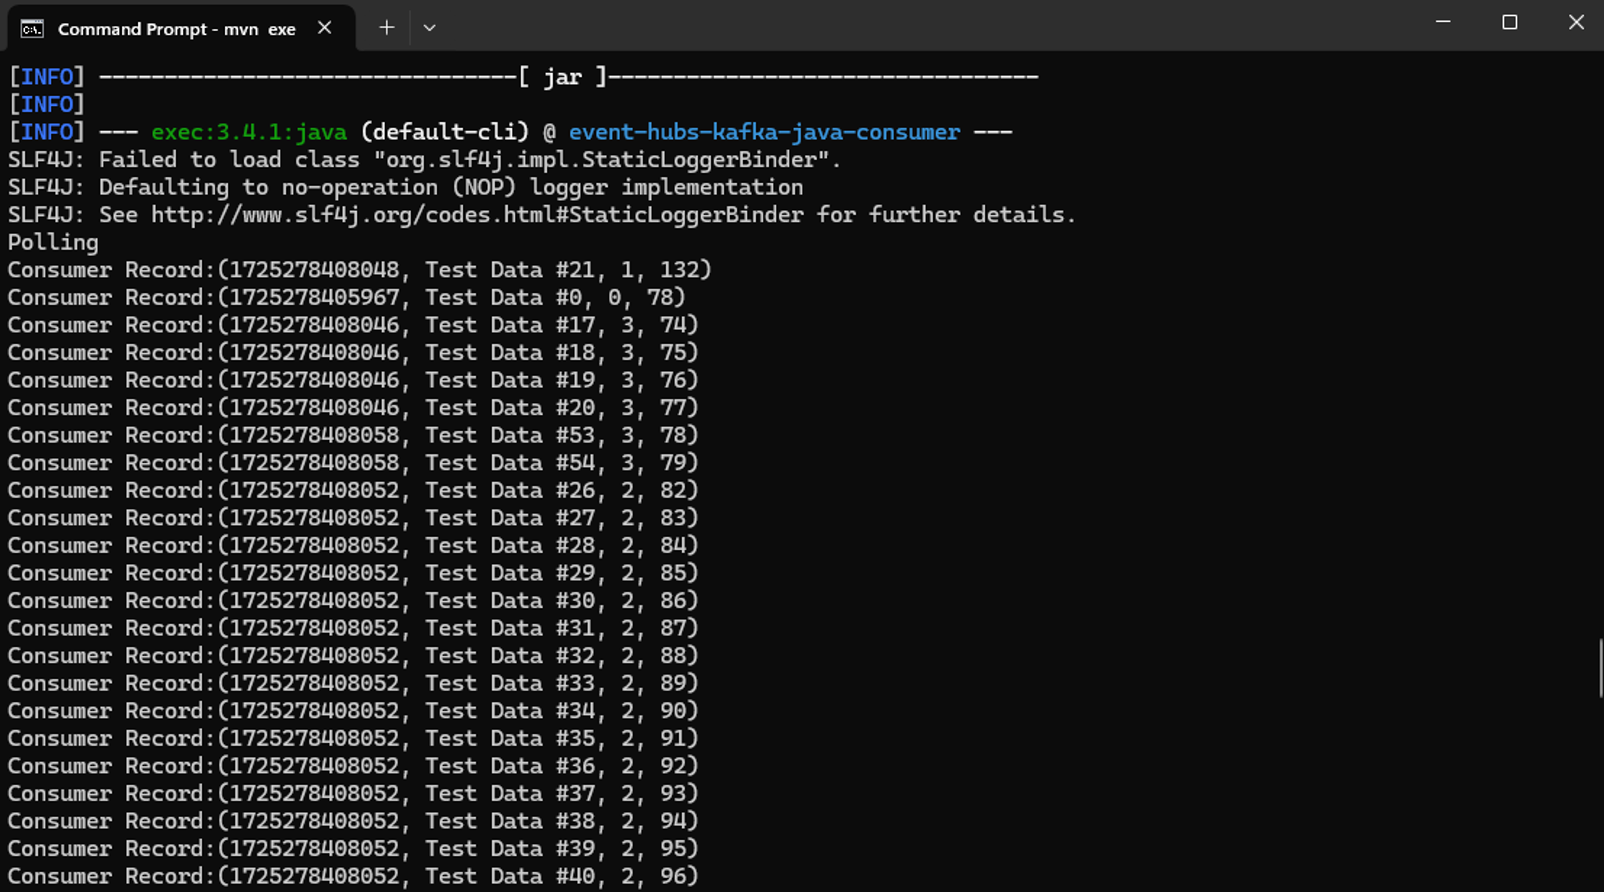 Command Prompt - mvn exe
[INFO] --------------------------------[ jar ]---------------------------------
[INFO]
[INFO] --- exec:3.4.1:java (default-cli) @ event-hubs-kafka-java-consumer ---
SLF4J: Failed to load class "org.slf4j.impl.StaticLoggerBinder".
SLF4J: Defaulting to no-operation (NOP) logger implementation
SLF4J: See http://www.slf4j.org/codes.html#StaticLoggerBinder for further details.
Polling
Consumer Record:(1725278408048, Test Data #21, 1, 132)
Consumer Record:(1725278405967, Test Data #0, 0, 78)
Consumer Record:(1725278408046, Test Data #17, 3, 74)
Consumer Record:(1725278408046, Test Data #18, 3, 75)
Consumer Record:(1725278408046, Test Data #19, 3, 76)
Consumer Record:(1725278408046, Test Data #20, 3, 77)
Consumer Record:(1725278408058, Test Data #53, 3, 78)
Consumer Record:(1725278408058, Test Data #54, 3, 79)
Consumer Record:(1725278408052, Test Data #26, 2, 82)
Consumer Record:(1725278408052, Test Data #27, 2, 83)
Consumer Record:(1725278408052, Test Data #28, 2, 84)
Consumer Record:(1725278408052, Test Data #29, 2, 85)
Consumer Record:(1725278408052, Test Data #30, 2, 86)
Consumer Record:(1725278408052, Test Data #31, 2, 87)
Consumer Record:(1725278408052, Test Data #32, 2, 88)
Consumer Record:(1725278408052, Test Data #33, 2, 89)
Consumer Record:(1725278408052, Test Data #34, 2, 90)
Consumer Record:(1725278408052, Test Data #35, 2, 91)
Consumer Record:(1725278408052, Test Data #36, 2, 92)
Consumer Record:(1725278408052, Test Data #37, 2, 93)
Consumer Record:(1725278408052, Test Data #38, 2, 94)
Consumer Record:(1725278408052, Test Data #39, 2, 95)
Consumer Record:(1725278408052, Test Data #40, 2, 96)